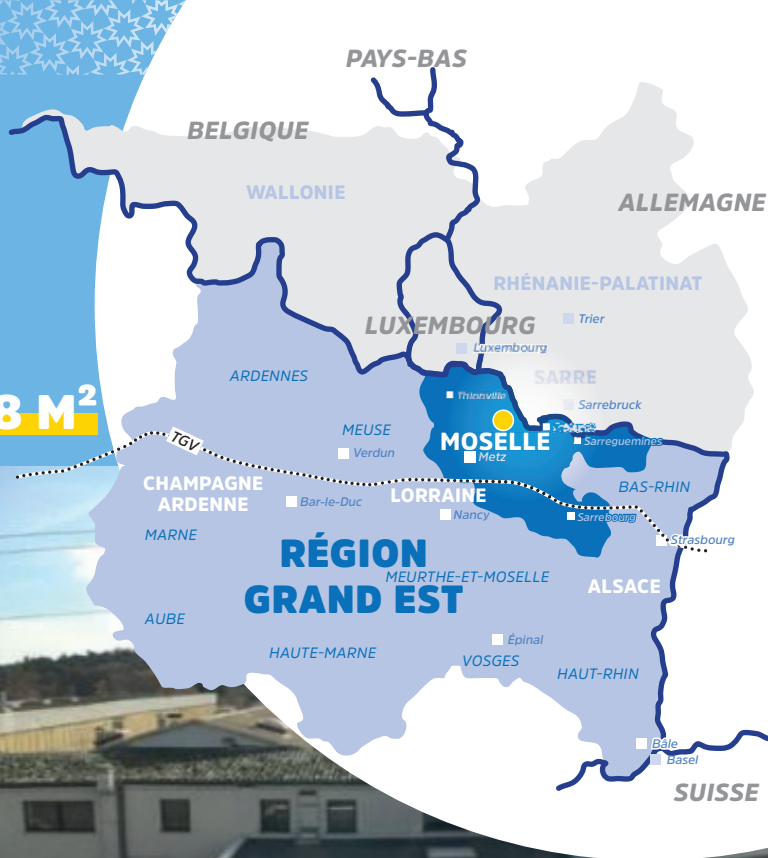 PAYS-BAS
BELGIQUE
WALLONIE
ALLEMAGNE
RHÉNANIE-PALATINAT
LUXEMBOURG
Trier
Luxembourg
SARRE
ARDENNES
Thionville
Sarrebruck
8 M²
MEUSE
TGV
MOSELLE
Sarreguemines
Verdun
Metz
CHAMPAGNE
ARDENNE
LORRAINE
BAS-RHIN
Bar-le-Duc
Nancy
Sarrebourg
MARNE
Strasbourg
RÉGION
GRAND EST
MEURTHE-ET-MOSELLE
ALSACE
AUBE
Épinal
HAUTE-MARNE
VOSGES
HAUT-RHIN
Bâle
Basel
SUISSE